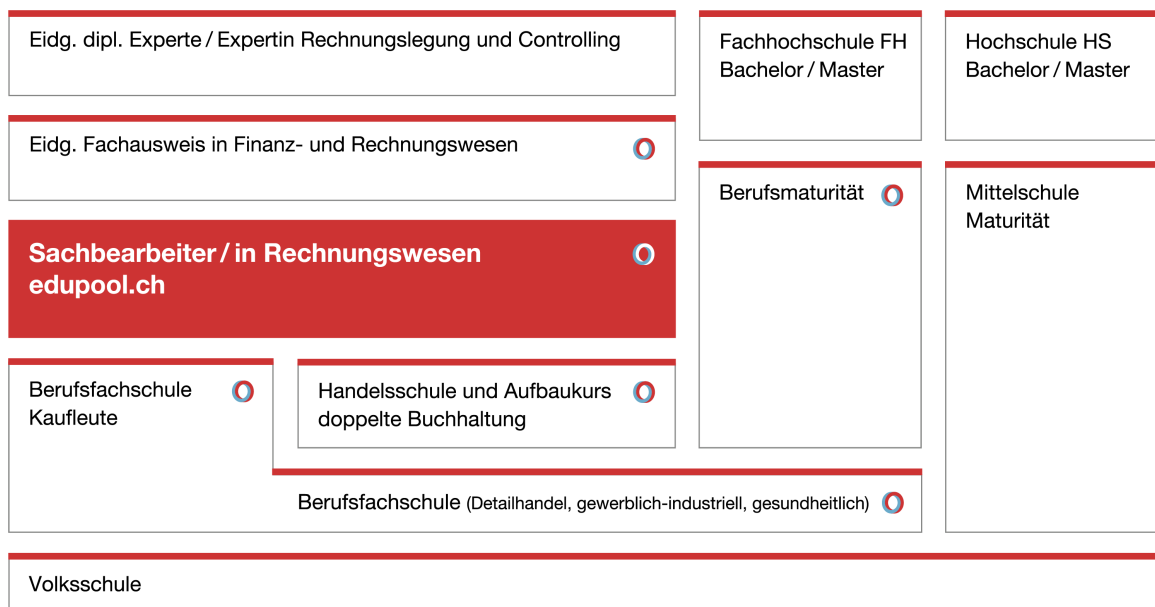 Eidg. dipl. Experte / Expertin Rechnungslegung und Controlling
Fachhochschule FH
Bachelor / Master
Hochschule HS
Bachelor / Master
Eidg. Fachausweis in Finanz- und Rechnungswesen
Berufsmaturität
Mittelschule
Maturität
Sachbearbeiter / in Rechnungswesen
edupool.ch
Berufsfachschule
Kaufleute
Handelsschule und Aufbaukurs
doppelte Buchhaltung
Berufsfachschule (Detailhandel, gewerblich-industriell, gesundheitlich)
Volksschule